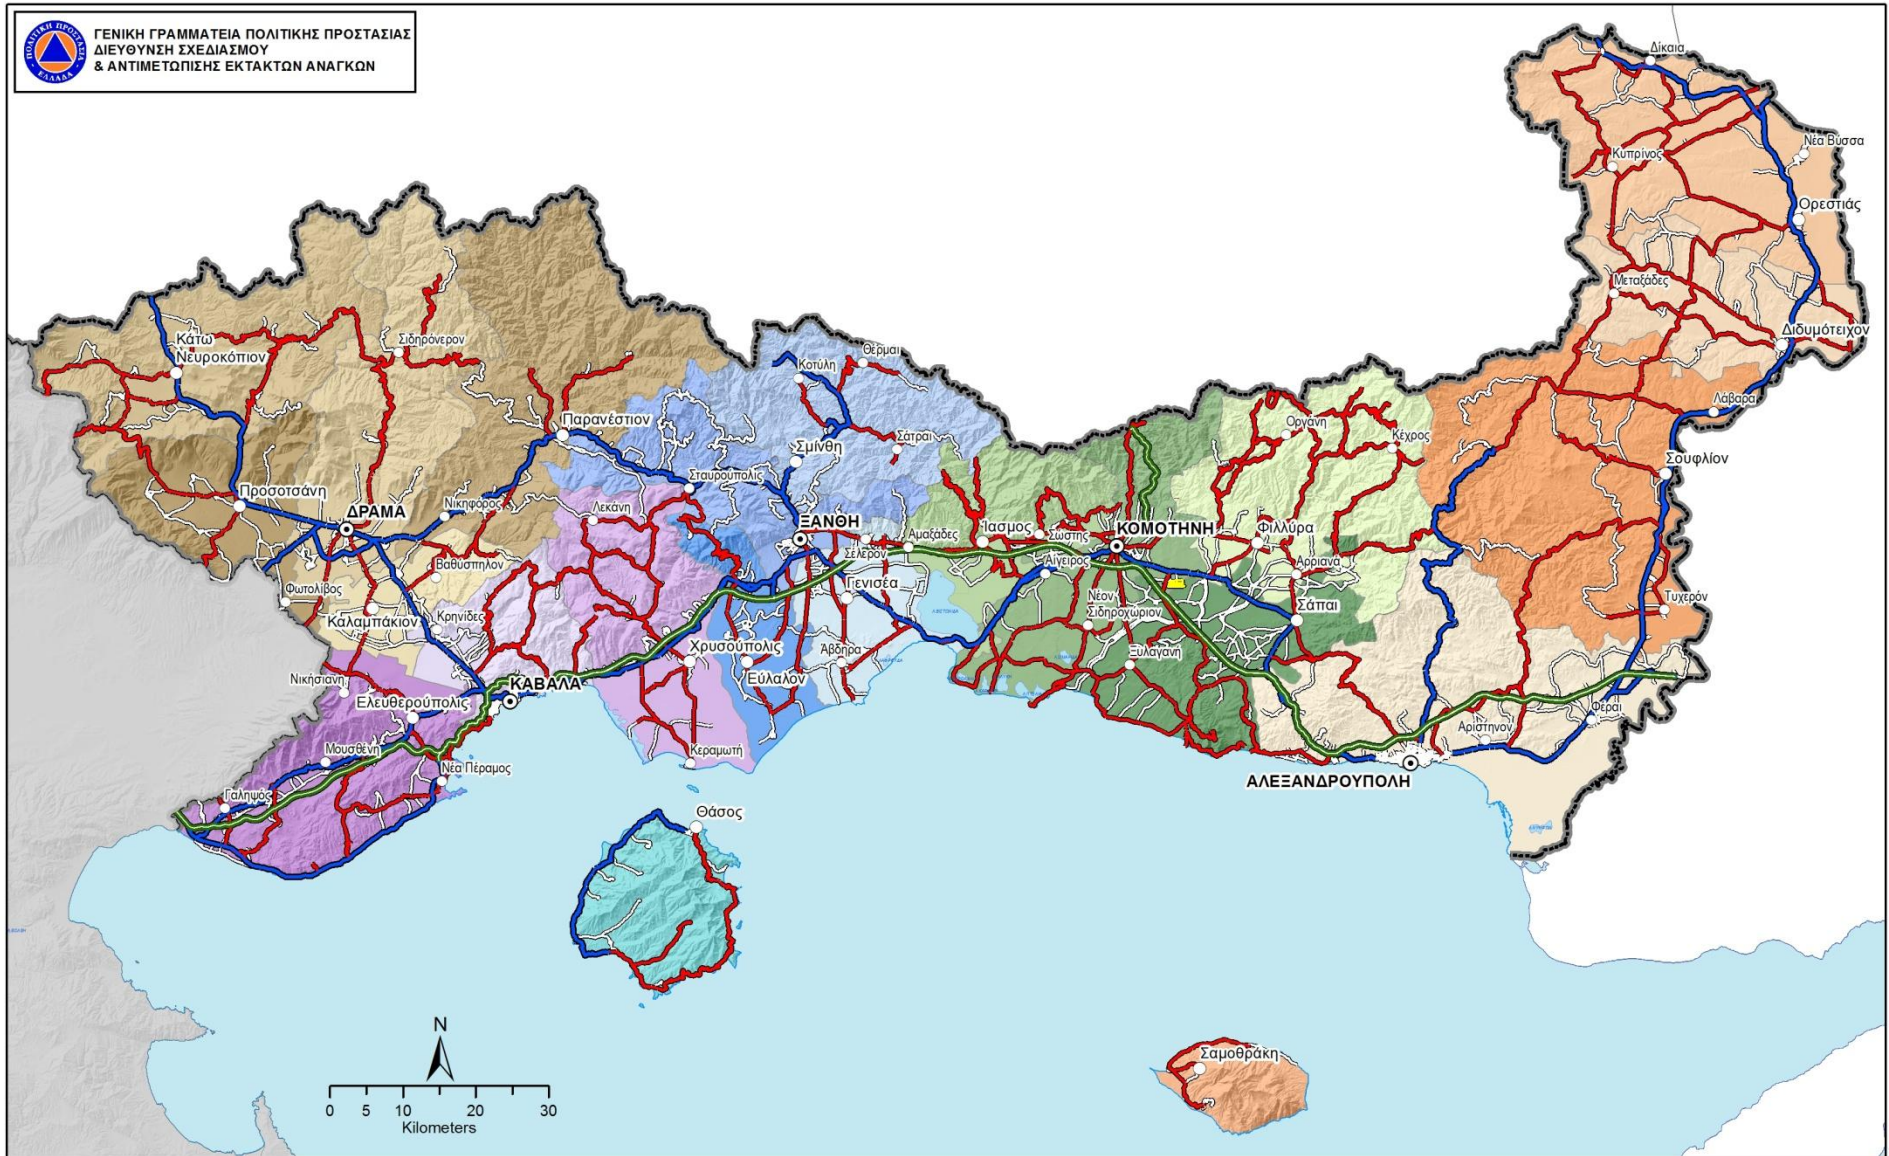 ΠΟΛΙΤΙΚΗ ΠΡΟΣΤΑΣΙΑ
ΕΛΛΑΔΑ
ΓΕΝΙΚΗ ΓΡΑΜΜΑΤΕΙΑ ΠΟΛΙΤΙΚΗΣ ΠΡΟΣΤΑΣΙΑΣ
ΔΙΕΥΘΥΝΣΗ ΣΧΕΔΙΑΣΜΟΥ
& ΑΝΤΙΜΕΤΩΠΙΣΗΣ ΕΚΤΑΚΤΩΝ ΑΝΑΓΚΩΝ
Δίκαια
Νέα Βύσσα
Κυπρίνος
Ορεστιάς
Μεταξάδες
Διδυμότειχον
Κάτω
Νευροκόπιον
Σιδηρόνερον
Θέρμαι
Κοτύλη
Λάβαρα
Παρανέστιον
Οργάνη
Κέχρος
Σάτραι
Σμίνθη
Σουφλίον
Σταυρούπολις
Προσοτσάνη
ΔΡΑΜΑ
Νικηφόρος
Λεκάνη
ΞΑΝΘΗ
Αμαξάδες
Ίασμος
Σώστης
ΚΟΜΟΤΗΝΗ
Φιλλύρα
Σέλερον
Βαθύσπηλον
Αίγειρος
Αρριανά
Γενισέα
Φωτολίβος
Καλαμπάκιον
Κρηνίδες
Νέον
Σιδηροχώριον
Σάπαι
Τυχερόν
Χρυσούπολις
Εύλαλον
Άβδηρα
Ξυλαγανή
Νικήσιανη
ΚΑΒΑΛΑ
Ελευθερούπολις
Φέραι
Αρίστηνον
Μουσθένη
Κεραμωτή
Νέα Πέραμος
ΑΛΕΞΑΝΔΡΟΥΠΟΛΗ
Γαληψός
Θάσος
N
Σαμοθράκη
0 5 10 20 30
Kilometers